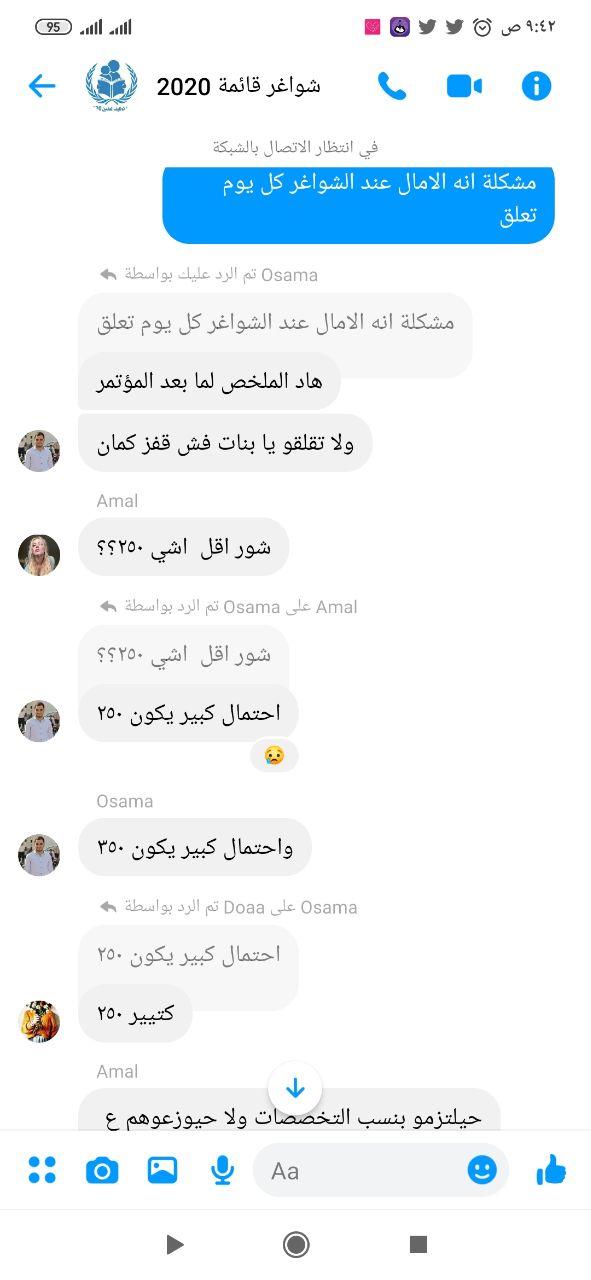 95
٩:٤٢ ص
شواغر قائمة 2020
في انتظار الاتصال بالشبكة
مشكلة انه الامال عند الشواغر كل يوم
تعلق
Osama تم الرد عليك بواسطة
مشكلة انه الامال عند الشواغر كل يوم تعلق
هاد الملخص لما بعد المؤتمر
ولا تقلقو يا بنات فش قفز كمان
Amal
شور اقل اشي ٢٥٠؟؟
Amal على Osama تم الرد بواسطة
شور اقل اشي ٢٥٠؟؟
احتمال كبير يكون ٢٥٠
Osama
واحتمال كبير يكون ٣٥٠
Osama على Doaa تم الرد بواسطة
احتمال كبير يكون ٢٥٠
كتيير ٢٥٠
Amal
حيلتزمو بنسب التخصصات ولا حيوزعوهم ع
Aa